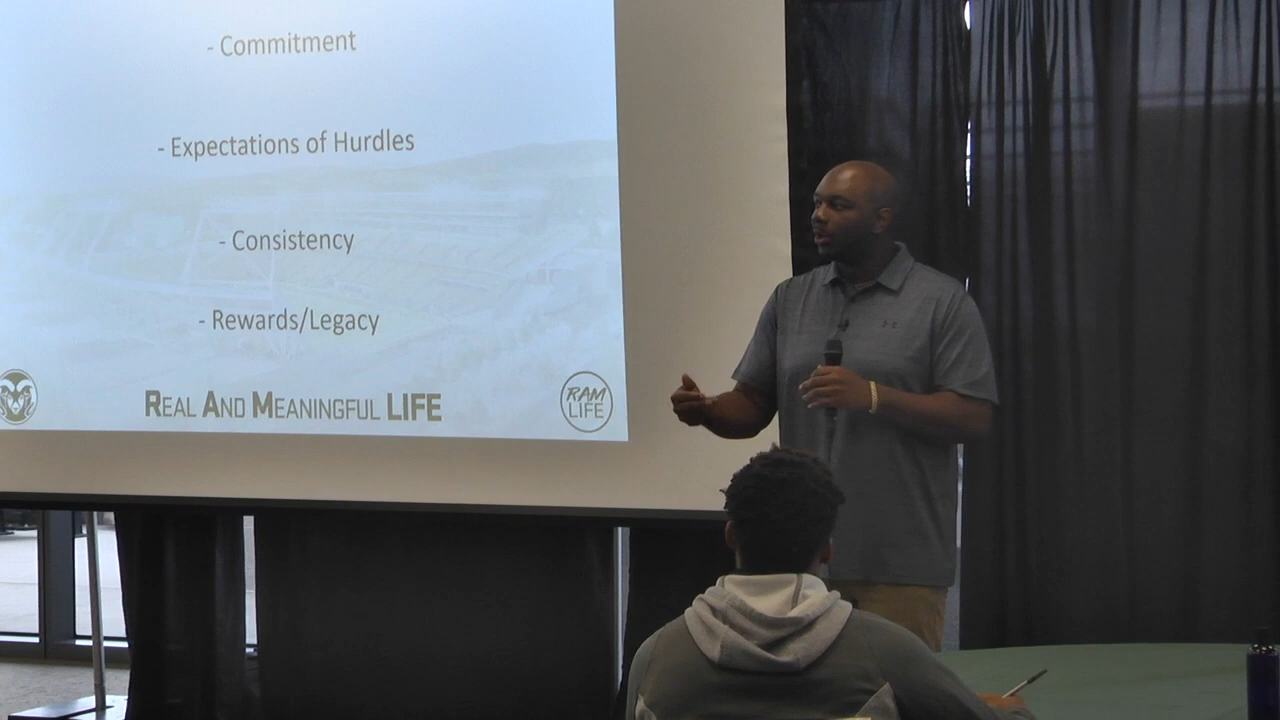 - Commitment
- Expectations of Hurdles
- Consistency
- Rewards/Legacy
REAL AND MEANINGFUL LIFE
RAM
LIFE